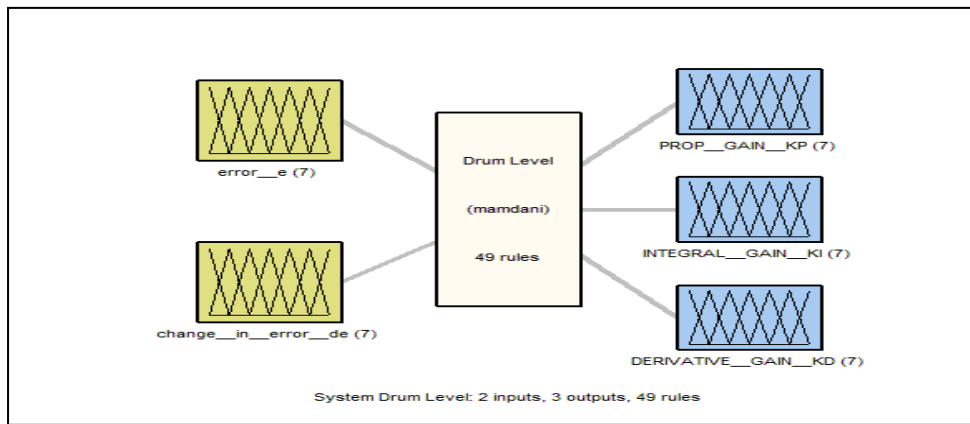 error__e (7)
change__in__error__de (7)
Drum Level
(mamdani)
49 rules
PROP__GAIN__KP (7)
INTEGRAL__GAIN__KI (7)
DERIVATIVE__GAIN__KD (7)
System Drum Level: 2 inputs, 3 outputs, 49 rules